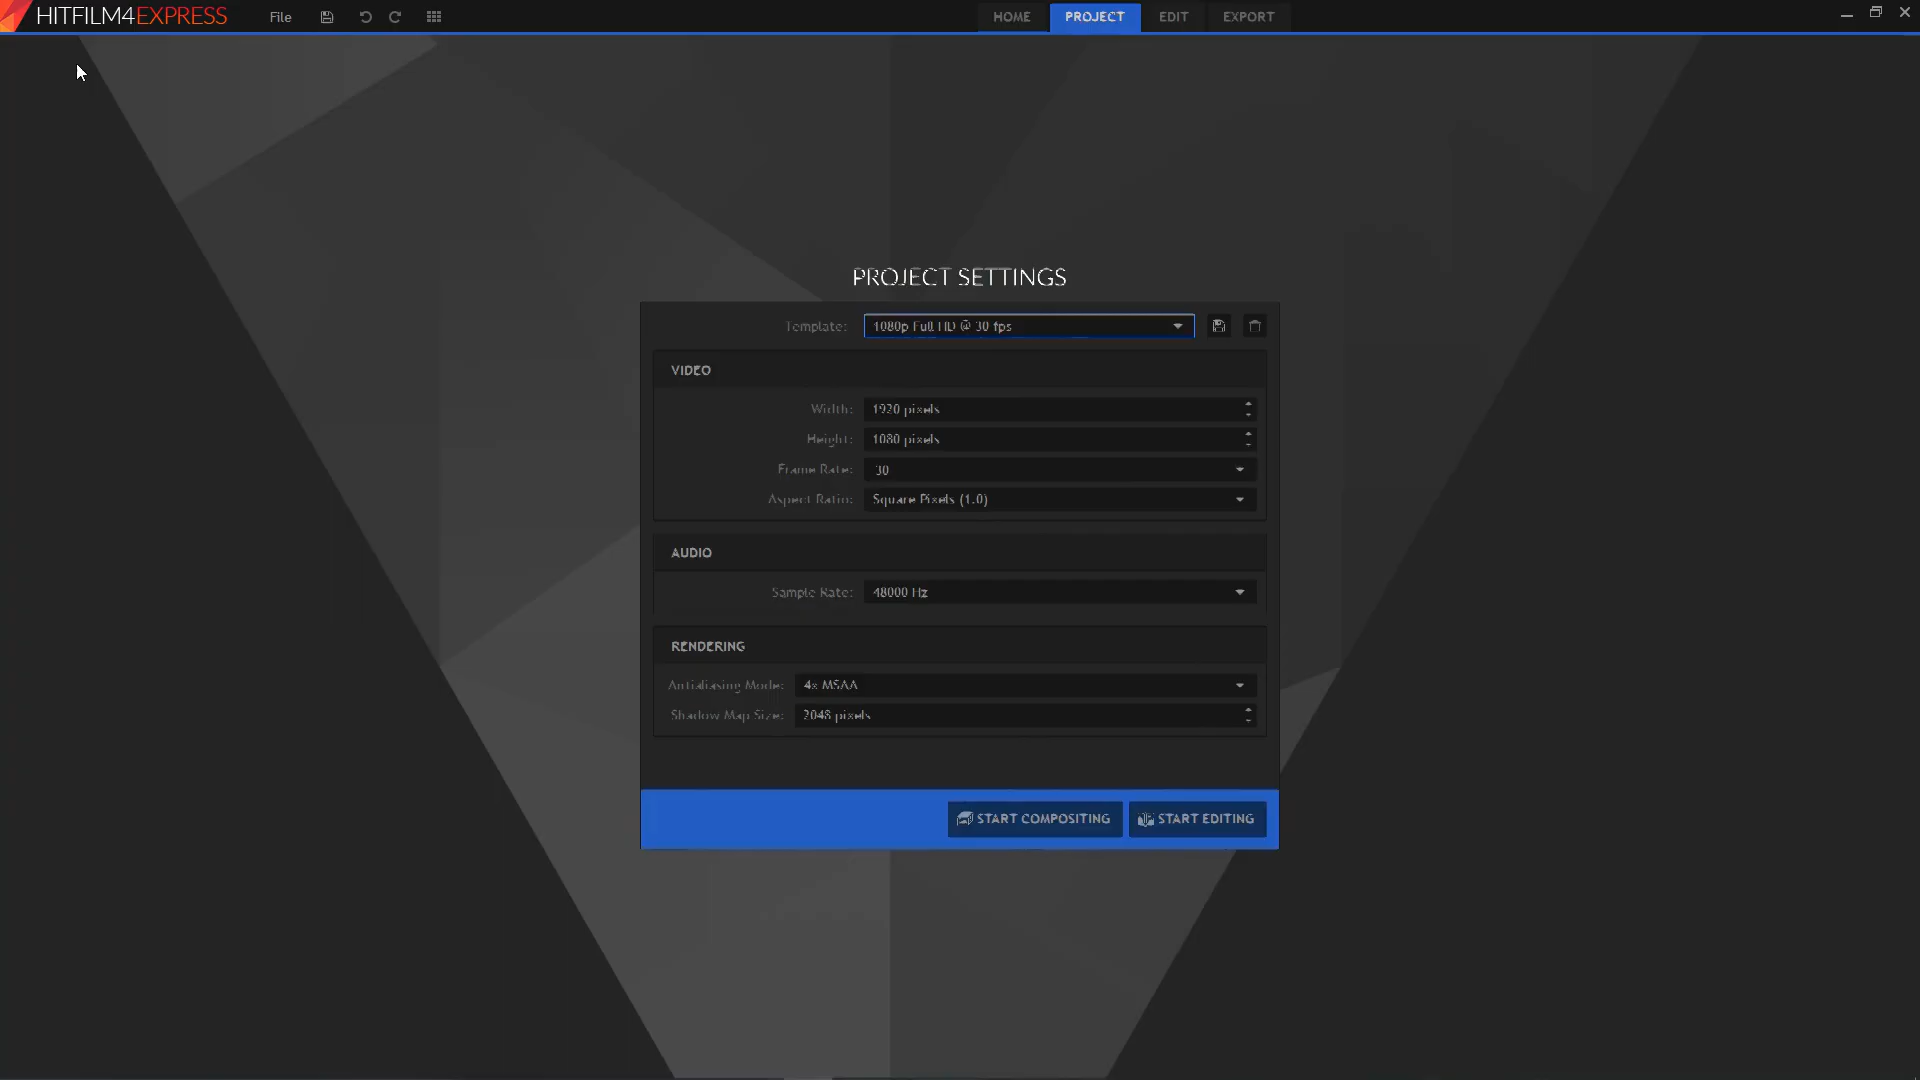 HITFILM4EXPRESS File HOME PROJECT EDIT EXPORT
PROJECT SETTINGS
Template: 1080p Full HD @ 30 fps
VIDEO
Width: 1920 pixels
Height: 1080 pixels
Frame Rate: 30
Aspect Ratio: Square Pixels (1.0)
AUDIO
Sample Rate: 48000 Hz
RENDERING
Antialiasing Mode: 4x MSAA
Shadow Map Size: 2048 pixels
START COMPOSITING START EDITING